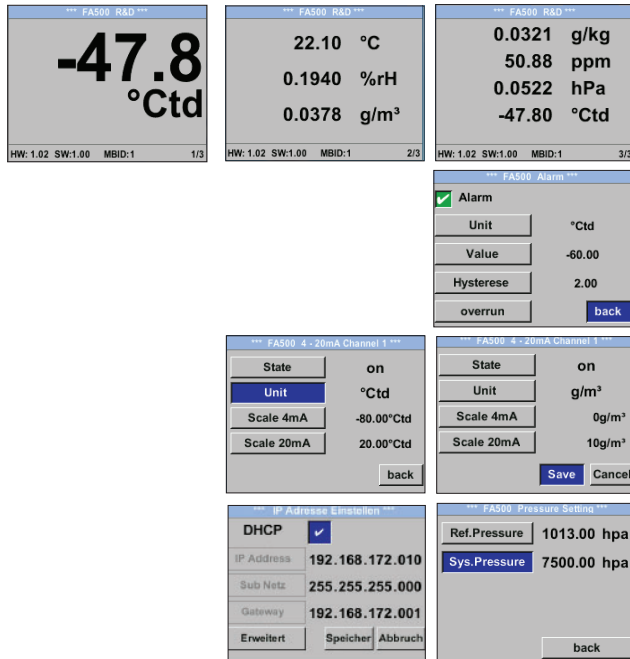 *** FA500 R&D ***
-47.8
°Ctd
HW: 1.02 SW:1.00 MBID:1 1/3
*** FA500 R&D ***
22.10 °C
0.1940 %rH
0.0378 g/m³
HW: 1.02 SW:1.00 MBID:1 2/3
*** FA500 R&D ***
0.0321 g/kg
50.88 ppm
0.0522 hPa
-47.80 °Ctd
HW: 1.02 SW:1.00 MBID:1 3/3
*** FA500 Alarm ***
Alarm
Unit °Ctd
Value -60.00
Hysterese 2.00
overrun back
*** FA500 4 - 20mA Channel 1 ***
State on
Unit °Ctd
Scale 4mA -80.00°Ctd
Scale 20mA 20.00°Ctd
back
*** FA500 4 - 20mA Channel 1 ***
State on
Unit g/m³
Scale 4mA 0g/m³
Scale 20mA 10g/m³
Save Cancel
*** IP Adresse Einstellen ***
DHCP
IP Address 192.168.172.010
Sub Netz 255.255.255.000
Gateway 192.168.172.001
Erweitert Speicher Abbruch
*** FA500 Pressure Setting ***
Ref.Pressure 1013.00 hpa
Sys.Pressure 7500.00 hpa
back